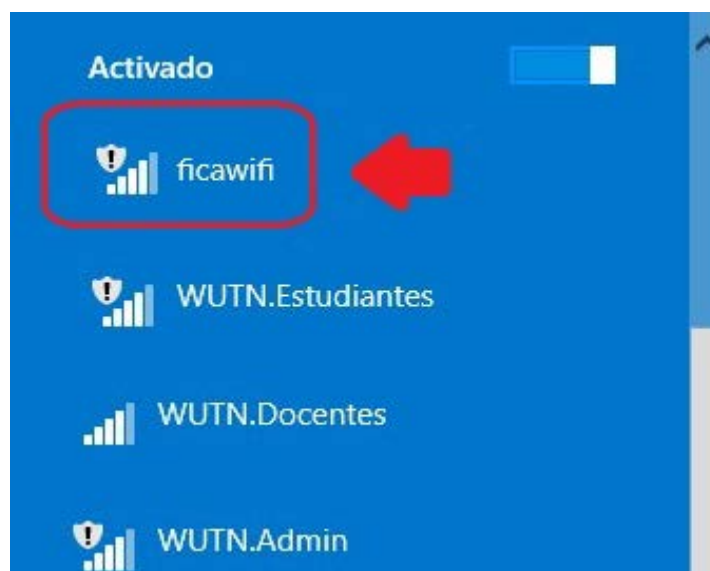 Activado
ficawifi
WUTN.Estudiantes
WUTN.Docentes
WUTN.Admin